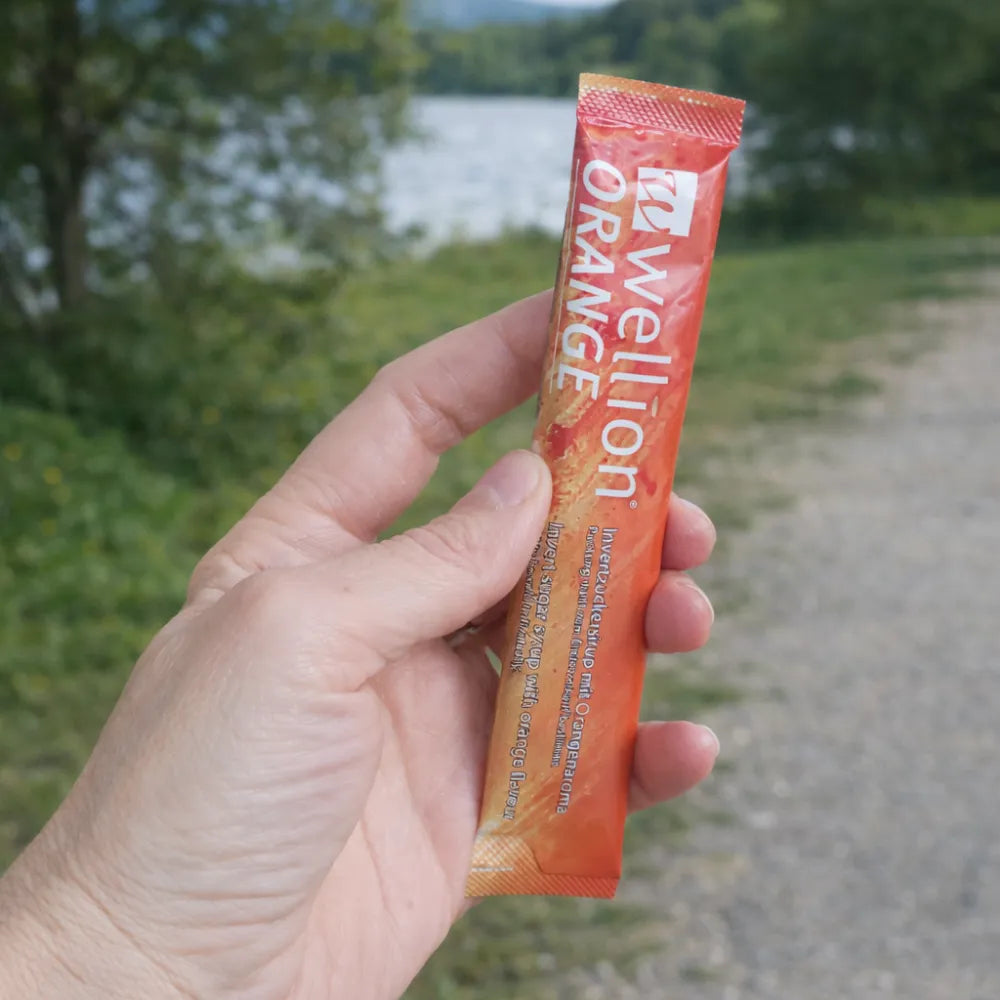 wellion®
ORANGE
Invertzuckersirup mit Orangenaroma
Invert sugar syrup with orange flavour